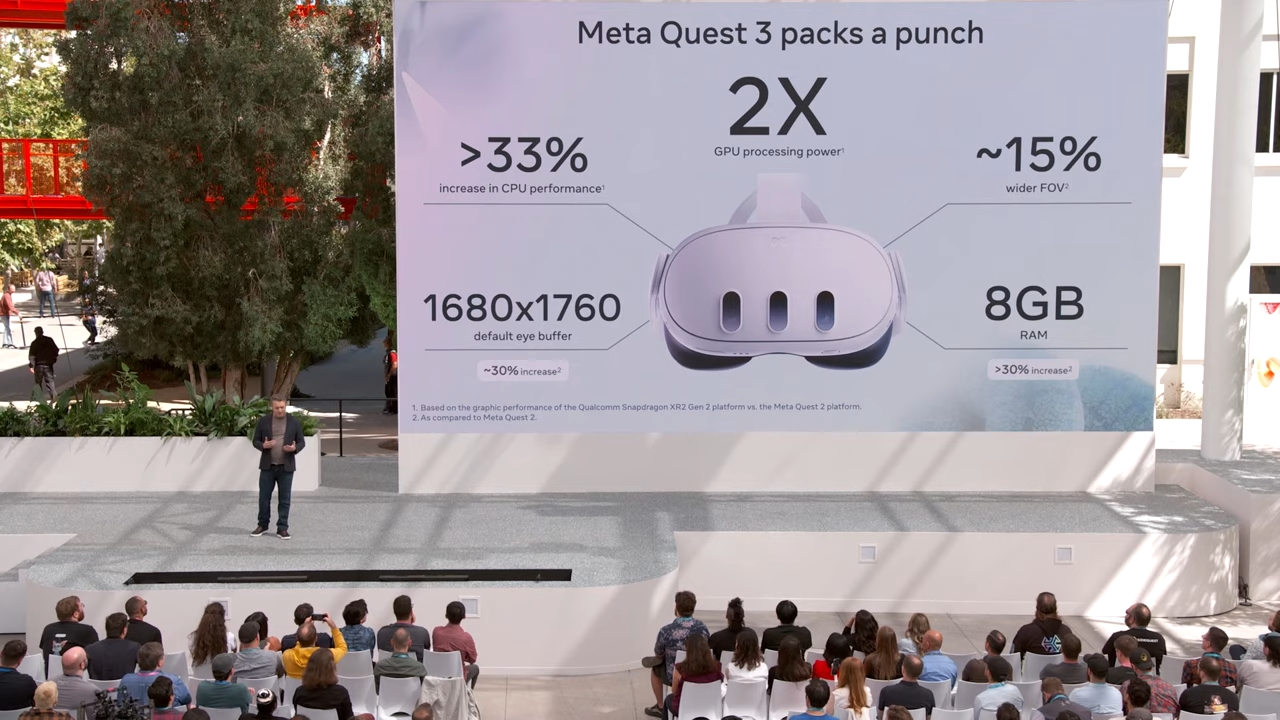 Meta Quest 3 packs a punch
2X
GPU processing power¹
>33%
increase in CPU performance¹
~15%
wider FOV²
1680x1760
default eye buffer
~30% increase²
8GB
RAM
>30% increase²
1. Based on the graphic performance of the Qualcomm Snapdragon XR2 Gen 2 platform vs. the Meta Quest 2 platform.
2. As compared to Meta Quest 2.